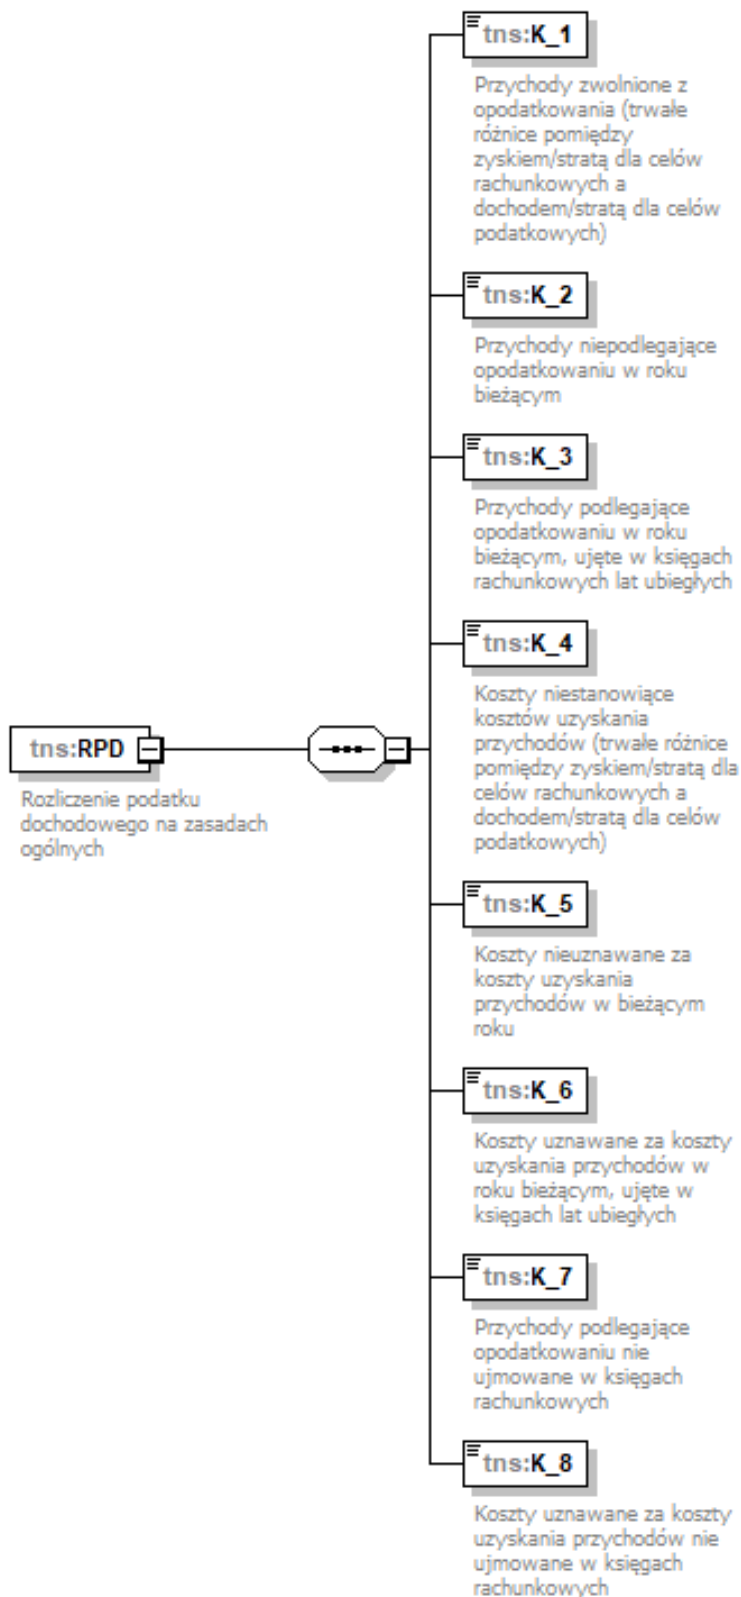 tns:K_1
Przychody zwolnione z
opodatkowania (trwałe
różnice pomiędzy
zyskiem/stratą dla celów
rachunkowych a
dochodem/stratą dla celów
podatkowych)
tns:K_2
Przychody niepodlegające
opodatkowaniu w roku
bieżącym
tns:K_3
Przychody podlegające
opodatkowaniu w roku
bieżącym, ujęte w księgach
rachunkowych lat ubiegłych
tns:K_4
Koszty niestanowiące
kosztów uzyskania
przychodów (trwałe różnice
pomiędzy zyskiem/stratą dla
celów rachunkowych a
dochodem/stratą dla celów
podatkowych)
tns:RPD
Rozliczenie podatku
dochodowego na zasadach
ogólnych
tns:K_5
Koszty nieuznawane za
koszty uzyskania
przychodów w bieżącym
roku
tns:K_6
Koszty uznawane za koszty
uzyskania przychodów w
roku bieżącym, ujęte w
księgach lat ubiegłych
tns:K_7
Przychody podlegające
opodatkowaniu nie
ujmowane w księgach
rachunkowych
tns:K_8
Koszty uznawane za koszty
uzyskania przychodów nie
ujmowane w księgach
rachunkowych